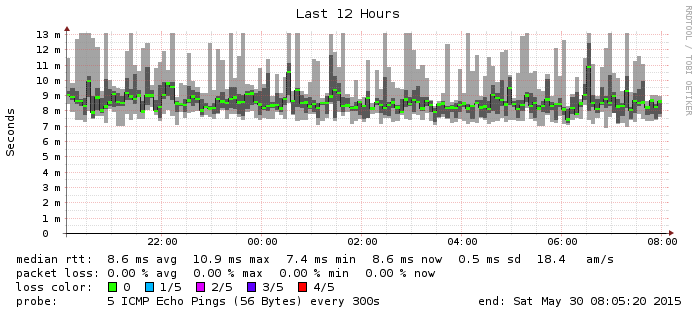 Last 12 Hours
RRDTOOL / TOBI OETIKER
Seconds
13 m
12 m
11 m
10 m
9 m
8 m
7 m
6 m
5 m
4 m
3 m
2 m
1 m
0
22:00 00:00 02:00 04:00 06:00 08:00
median rtt: 8.6 ms avg 10.9 ms max 7.4 ms min 8.6 ms now 0.5 ms sd 18.4 am/s
packet loss: 0.00 % avg 0.00 % max 0.00 % min 0.00 % now
loss color: 0 1/5 2/5 3/5 4/5
probe: 5 ICMP Echo Pings (56 Bytes) every 300s end: Sat May 30 08:05:20 2015